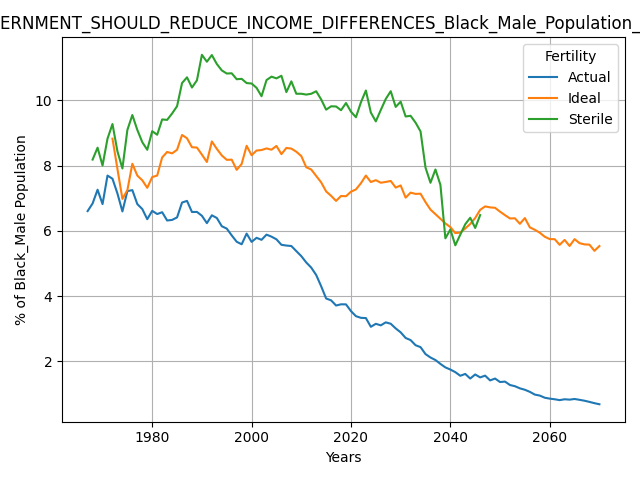 ERNMENT_SHOULD_REDUCE_INCOME_DIFFERENCES_Black_Male_Population_
Fertility
Actual
Ideal
Sterile
% of Black_Male Population
10
8
6
4
2
1980 2000 2020 2040 2060
Years